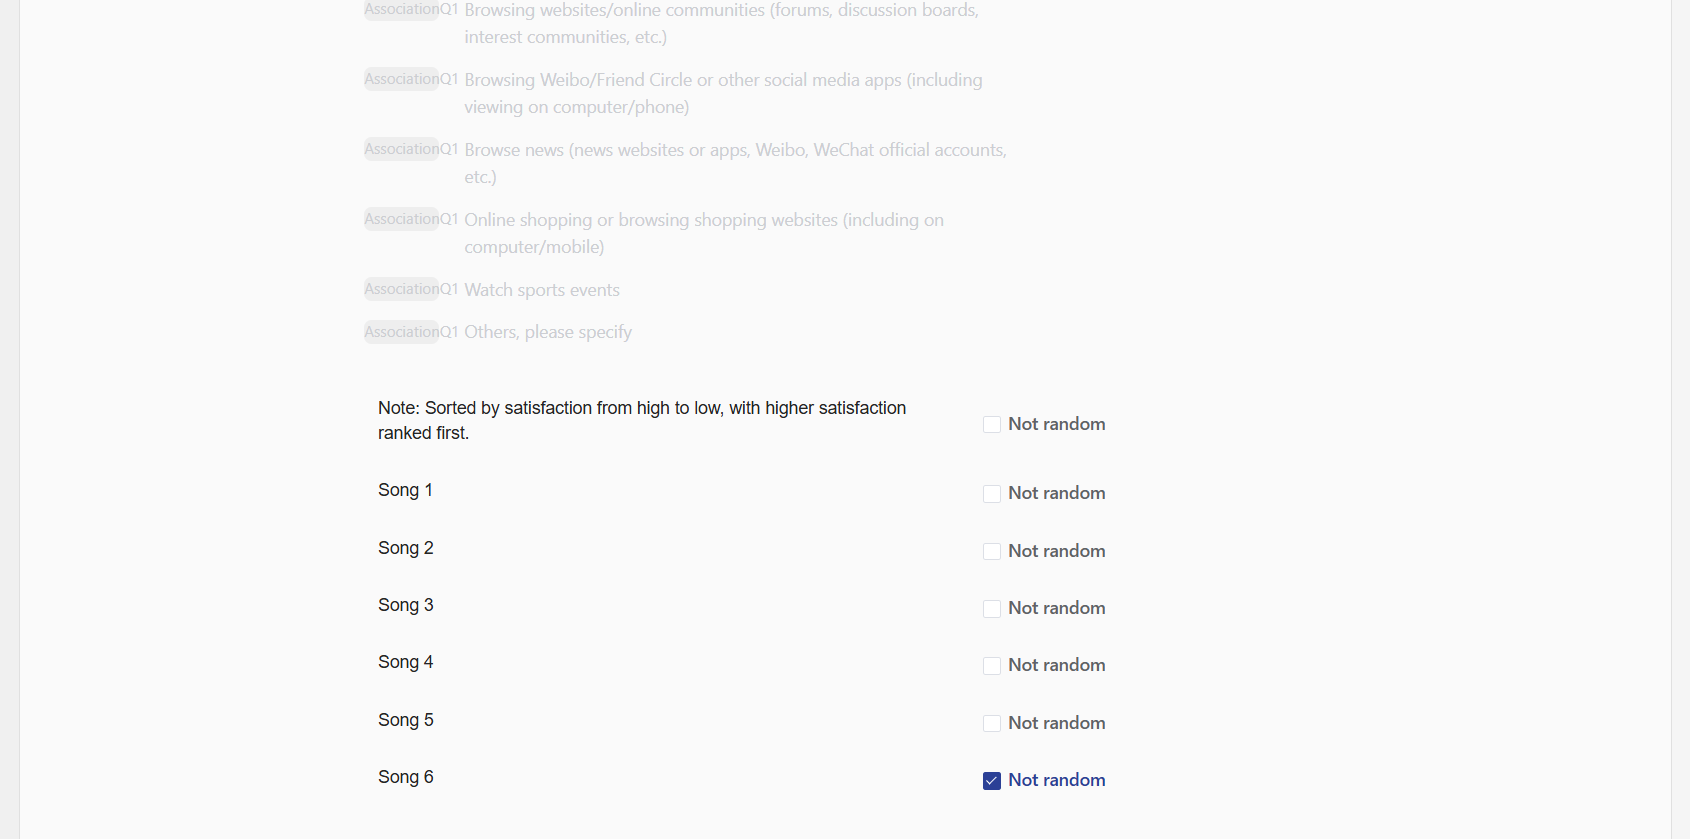 AssociationQ1 Browsing websites/online communities (forums, discussion boards,
interest communities, etc.)
AssociationQ1 Browsing Weibo/Friend Circle or other social media apps (including
viewing on computer/phone)
AssociationQ1 Browse news (news websites or apps, Weibo, WeChat official accounts,
etc.)
AssociationQ1 Online shopping or browsing shopping websites (including on
computer/mobile)
AssociationQ1 Watch sports events
AssociationQ1 Others, please specify
Note: Sorted by satisfaction from high to low, with higher satisfaction
ranked first.
Not random
Song 1 Not random
Song 2 Not random
Song 3 Not random
Song 4 Not random
Song 5 Not random
Song 6 Not random